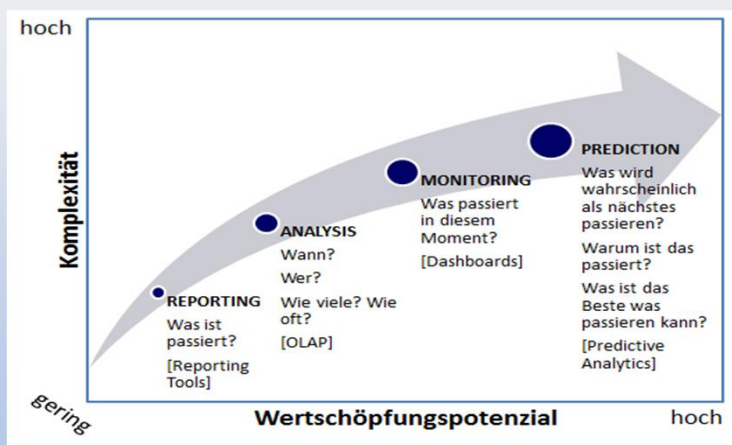 hoch
Komplexität
PREDICTION
Was wird
wahrscheinlich
als nächstes
passieren?
Warum ist das
passiert?
Was ist das
Beste was
passieren kann?
[Predictive
Analytics]
MONITORING
Was passiert
in diesem
Moment?
[Dashboards]
ANALYSIS
Wann?
Wer?
Wie viele? Wie
oft?
[OLAP]
REPORTING
Was ist
passiert?
[Reporting
Tools]
gering
Wertschöpfungspotenzial
hoch